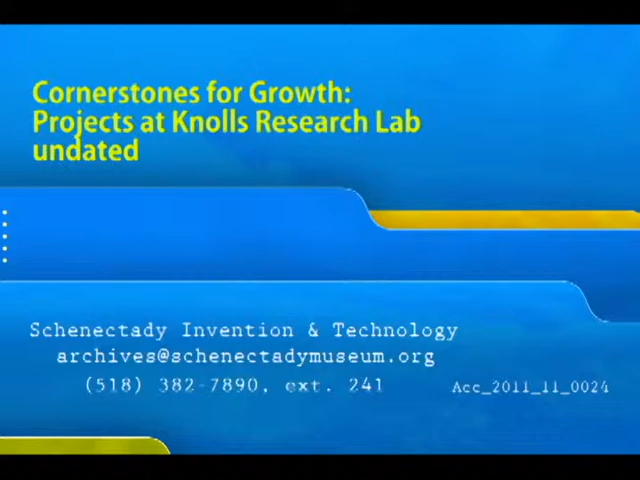 Cornerstones for Growth:
Projects at Knolls Research Lab
undated
Schenectady Invention & Technology
archives@schenectadymuseum.org
(518) 382-7890, ext. 241
Acc_2011_11_0024